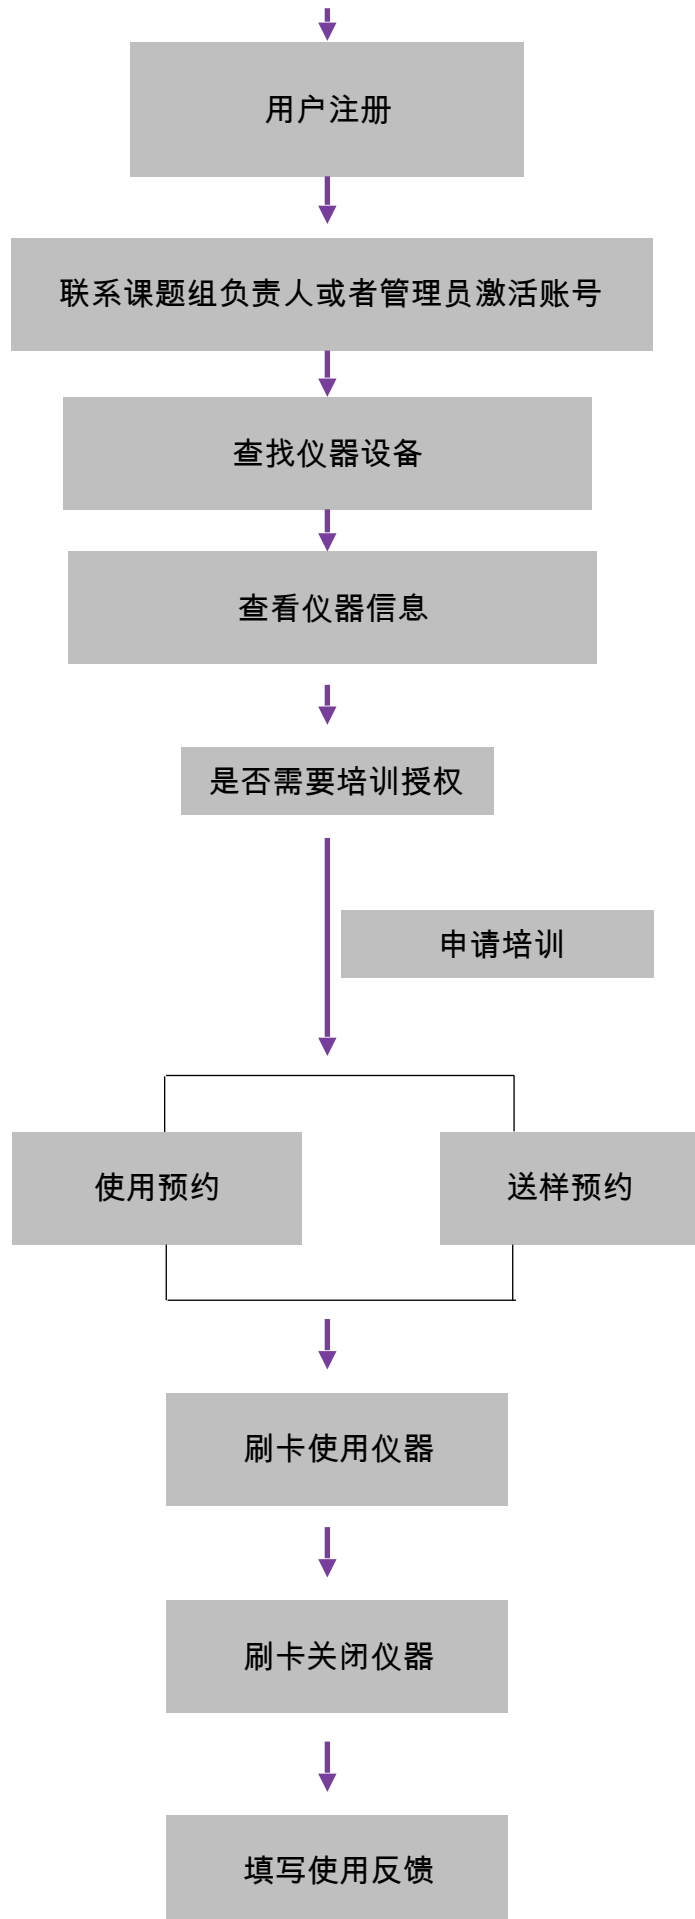 用户注册
联系课题组负责人或者管理员激活账号
查找仪器设备
查看仪器信息
是否需要培训授权
申请培训
使用预约
送样预约
刷卡使用仪器
刷卡关闭仪器
填写使用反馈